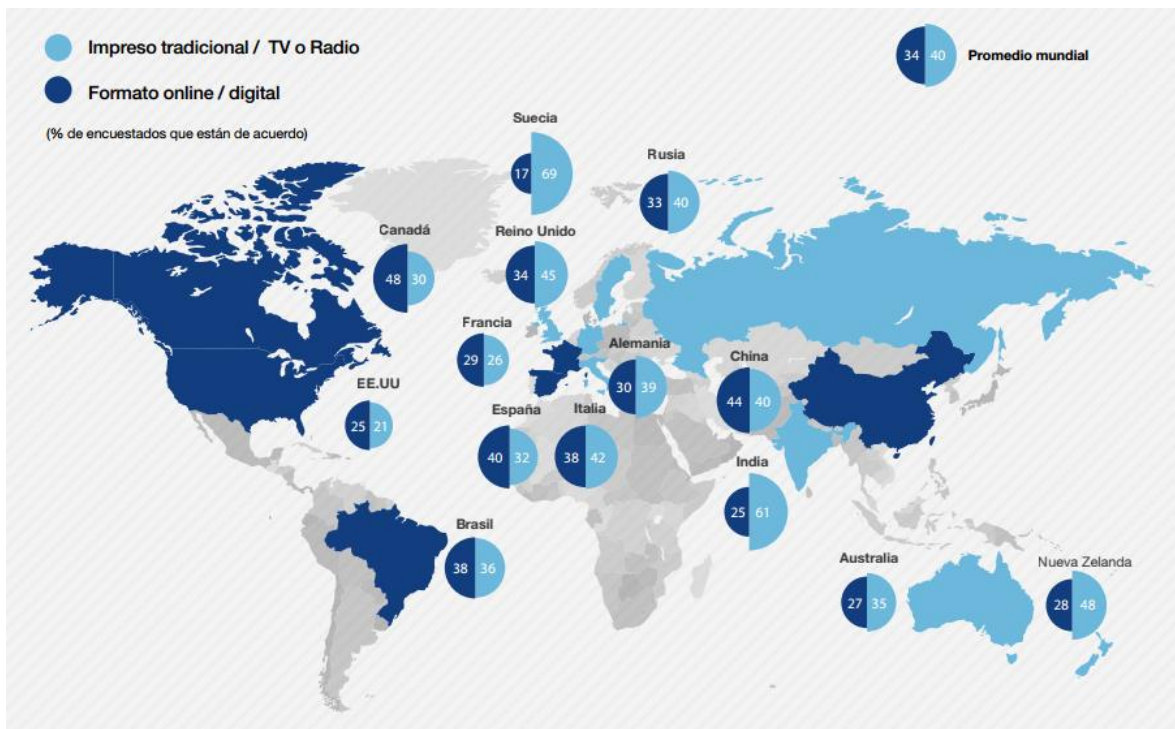 Impreso tradicional / TV o Radio
Formato online / digital
(% de encuestados que están de acuerdo)
34 40 Promedio mundial
Suecia
17 69
Rusia
33 40
Canadá
48 30
Reino Unido
34 45
Francia
29 26
Alemania
30 39
China
44 40
EE.UU
25 21
España
40 32
Italia
38 42
India
25 61
Brasil
38 36
Australia
27 35
Nueva Zelanda
28 48